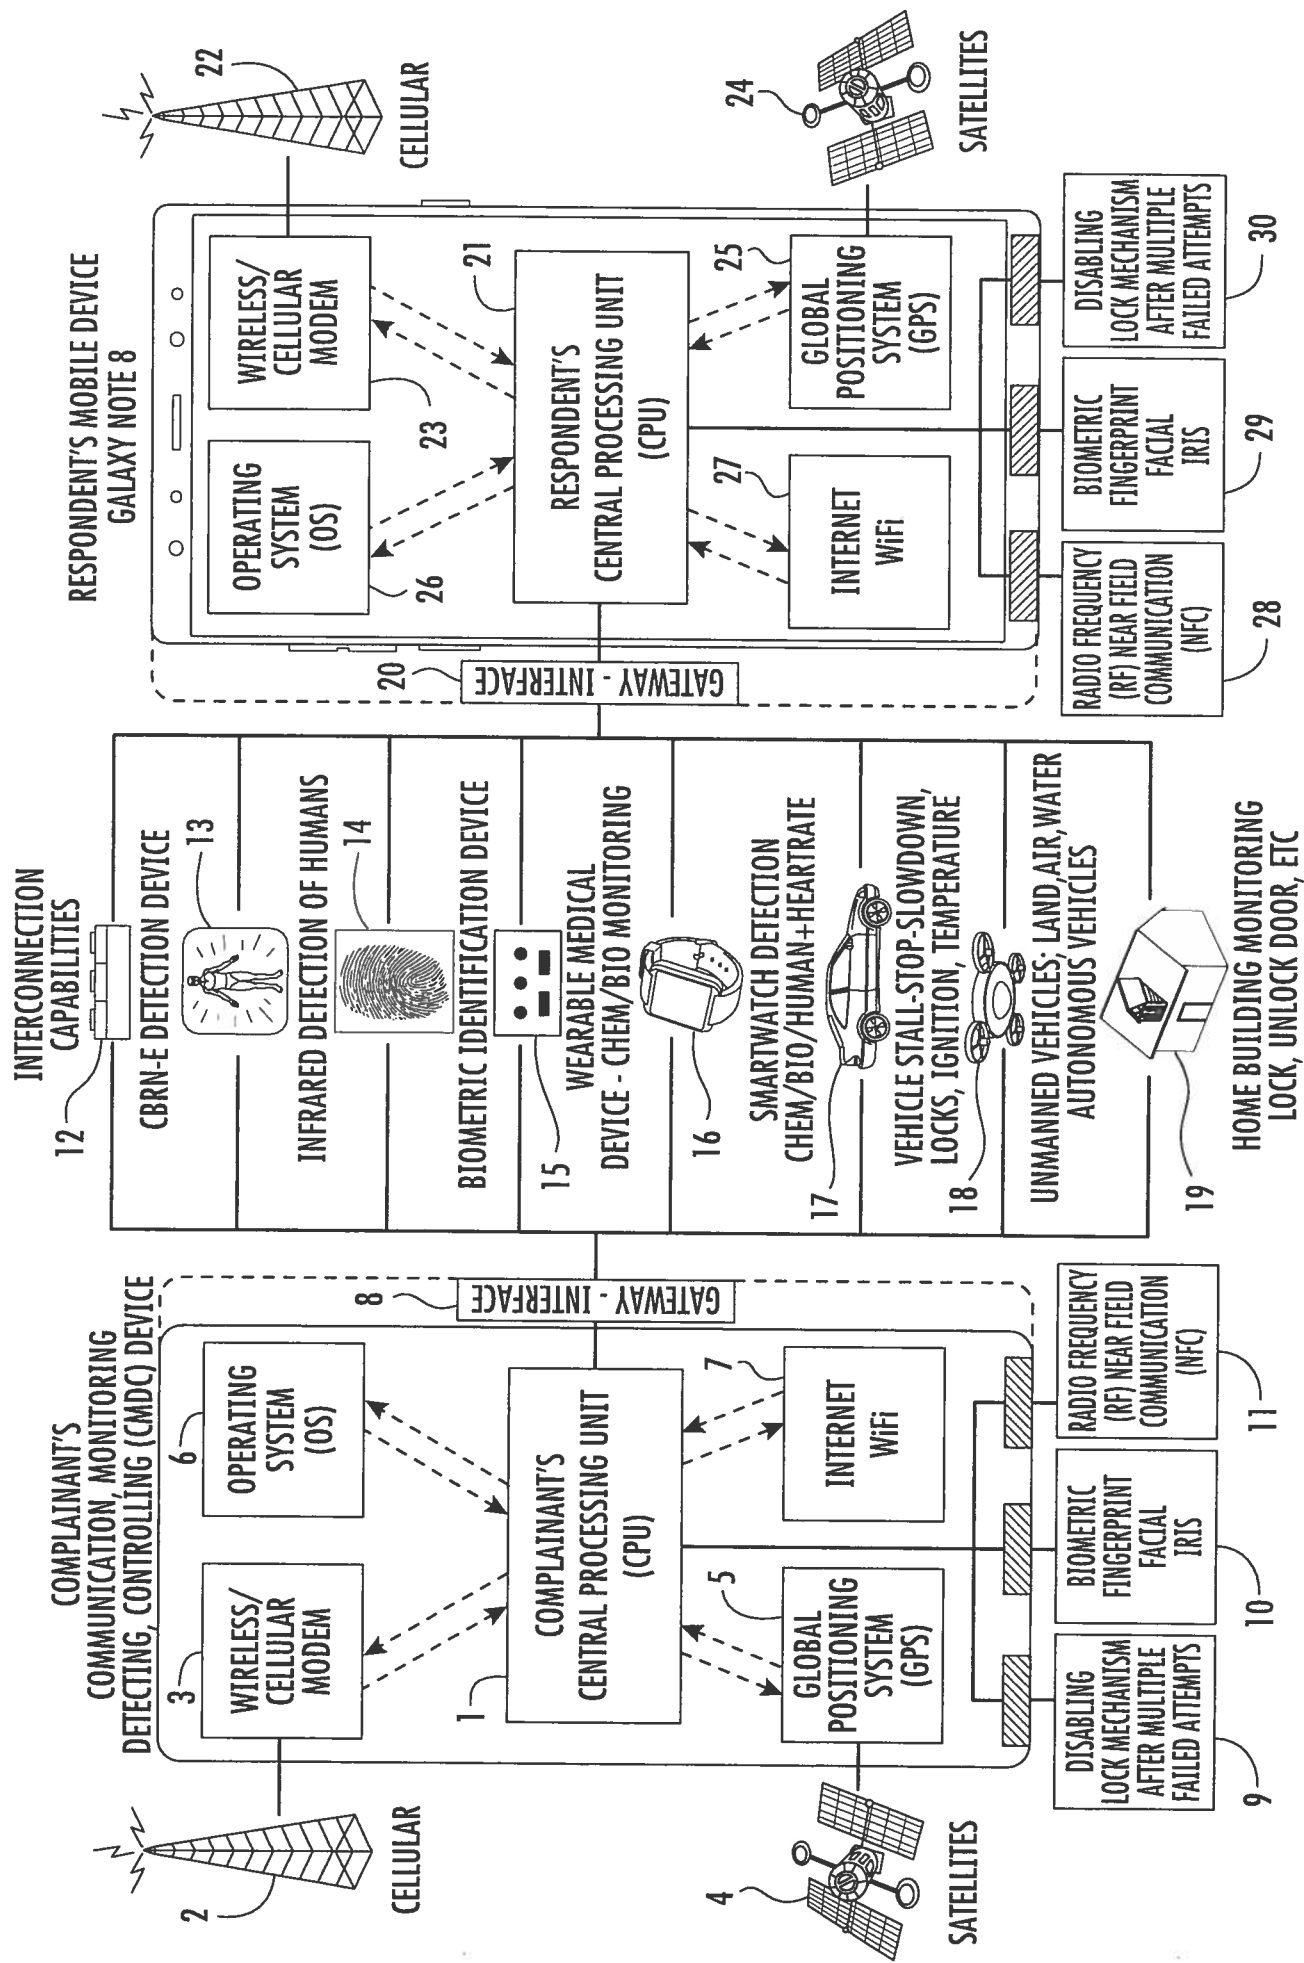 COMPLAINANT'S
COMMUNICATION, MONITORING
DETECTING, CONTROLLING (CMDC) DEVICE
2
CELLULAR
3
WIRELESS/
CELLULAR
MODEM
6
OPERATING
SYSTEM
(OS)
1
COMPLAINANT'S
CENTRAL PROCESSING UNIT
(CPU)
4
SATELLITES
5
GLOBAL
POSITIONING
SYSTEM
(GPS)
7
INTERNET
WiFi
8
GATEWAY - INTERFACE
DISABLING
LOCK MECHANISM
AFTER MULTIPLE
FAILED ATTEMPTS
9
BIOMETRIC
FINGERPRINT
FACIAL
IRIS
10
RADIO FREQUENCY
(RF) NEAR FIELD
COMMUNICATION
(NFC)
11
INTERCONNECTION
CAPABILITIES
12
CBRN-E DETECTION DEVICE
13
INFRARED DETECTION OF HUMANS
14
BIOMETRIC IDENTIFICATION DEVICE
15
WEARABLE MEDICAL
DEVICE - CHEM/BIO MONITORING
16
SMARTWATCH DETECTION
CHEM/BIO/HUMAN+HEARTRATE
17
VEHICLE STALL-STOP-SLOWDOWN,
LOCKS, IGNITION, TEMPERATURE
18
UNMANNED VEHICLES; LAND,AIR,WATER
AUTONOMOUS VEHICLES
19
HOME BUILDING MONITORING
LOCK, UNLOCK DOOR, ETC
RESPONDENT'S MOBILE DEVICE
GALAXY NOTE 8
20
GATEWAY - INTERFACE
OPERATING
SYSTEM
(OS)
26
WIRELESS/
CELLULAR
MODEM
23
22
CELLULAR
21
RESPONDENT'S
CENTRAL PROCESSING UNIT
(CPU)
27
INTERNET
WiFi
25
GLOBAL
POSITIONING
SYSTEM
(GPS)
24
SATELLITES
RADIO FREQUENCY
(RF) NEAR FIELD
COMMUNICATION
(NFC)
28
BIOMETRIC
FINGERPRINT
FACIAL
IRIS
29
DISABLING
LOCK MECHANISM
AFTER MULTIPLE
FAILED ATTEMPTS
30